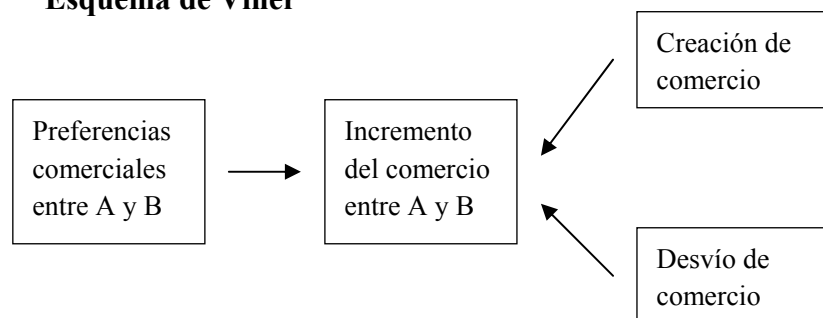 Esquema de Viner
Preferencias
comerciales
entre A y B
Incremento
del comercio
entre A y B
Creación de
comercio
Desvío de
comercio